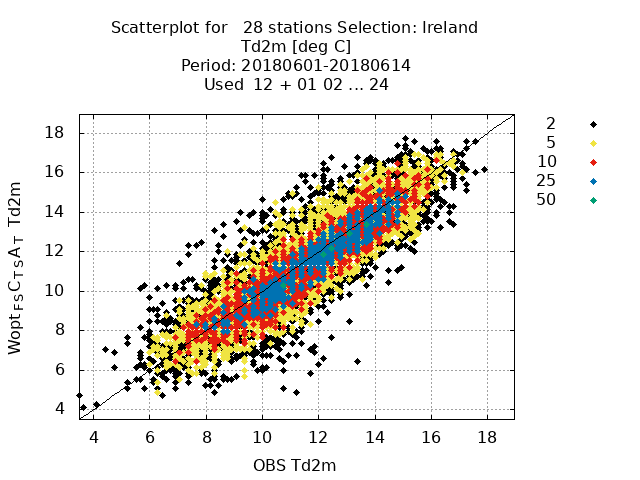 Scatterplot for 28 stations Selection: Ireland
Td2m [deg C]
Period: 20180601-20180614
Used 12 + 01 02 ... 24
2
5
10
25
50
18
16
14
12
10
8
6
4
Wopt_FSC_TSA_T Td2m
4 6 8 10 12 14 16 18
OBS Td2m